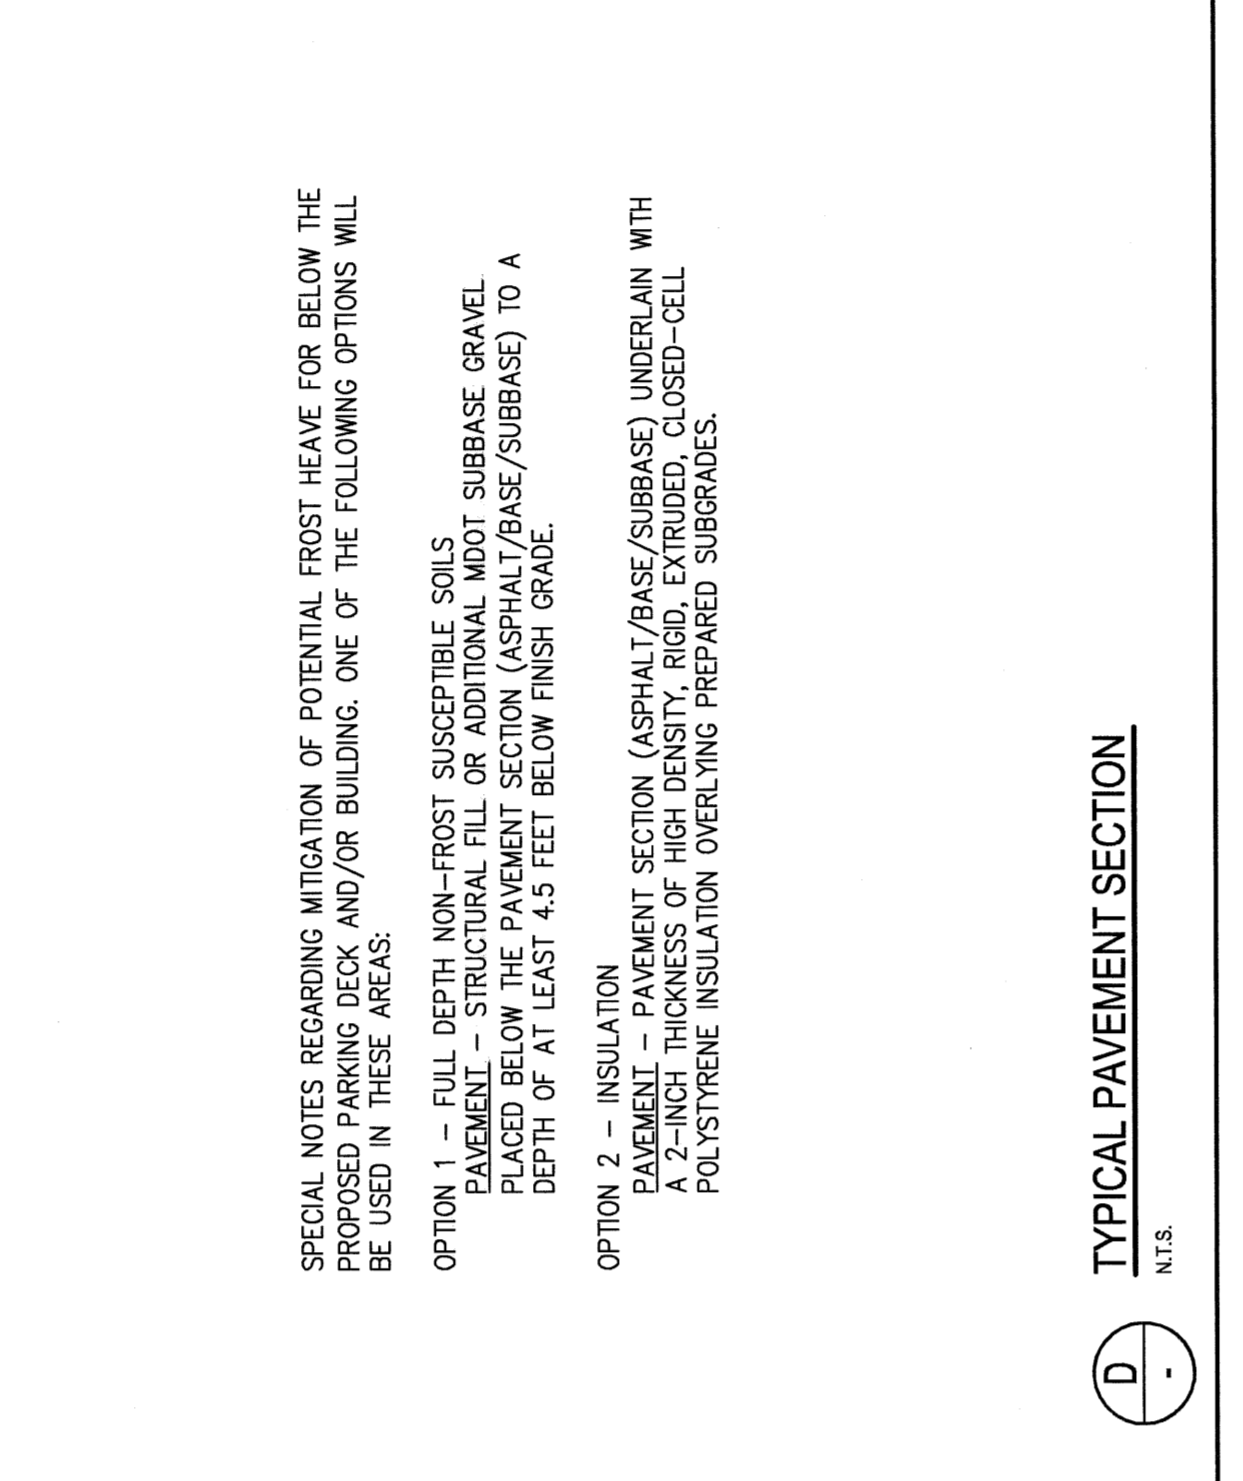 SPECIAL NOTES REGARDING MITIGATION OF POTENTIAL FROST HEAVE FOR BELOW THE
PROPOSED PARKING DECK AND/OR BUILDING. ONE OF THE FOLLOWING OPTIONS WILL
BE USED IN THESE AREAS:
OPTION 1 – FULL DEPTH NON–FROST SUSCEPTIBLE SOILS
PAVEMENT – STRUCTURAL FILL OR ADDITIONAL MDOT SUBBASE GRAVEL
PLACED BELOW THE PAVEMENT SECTION (ASPHALT/BASE/SUBBASE) TO A
DEPTH OF AT LEAST 4.5 FEET BELOW FINISH GRADE.
OPTION 2 – INSULATION
PAVEMENT – PAVEMENT SECTION (ASPHALT/BASE/SUBBASE) UNDERLAIN WITH
A 2–INCH THICKNESS OF HIGH DENSITY, RIGID, EXTRUDED, CLOSED–CELL
POLYSTYRENE INSULATION OVERLYING PREPARED SUBGRADES.
D
-
TYPICAL PAVEMENT SECTION
N.T.S.